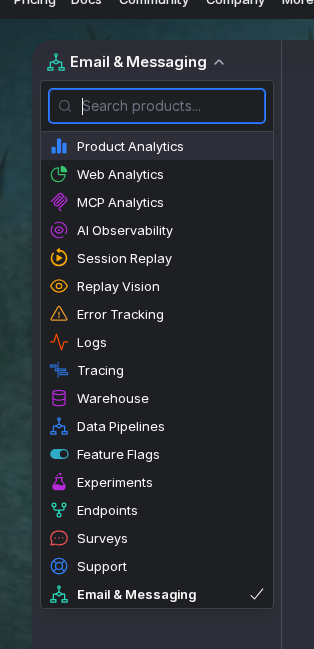 Pricing Docs Community Company More
Email & Messaging
Search products...
Product Analytics
Web Analytics
MCP Analytics
AI Observability
Session Replay
Replay Vision
Error Tracking
Logs
Tracing
Warehouse
Data Pipelines
Feature Flags
Experiments
Endpoints
Surveys
Support
Email & Messaging